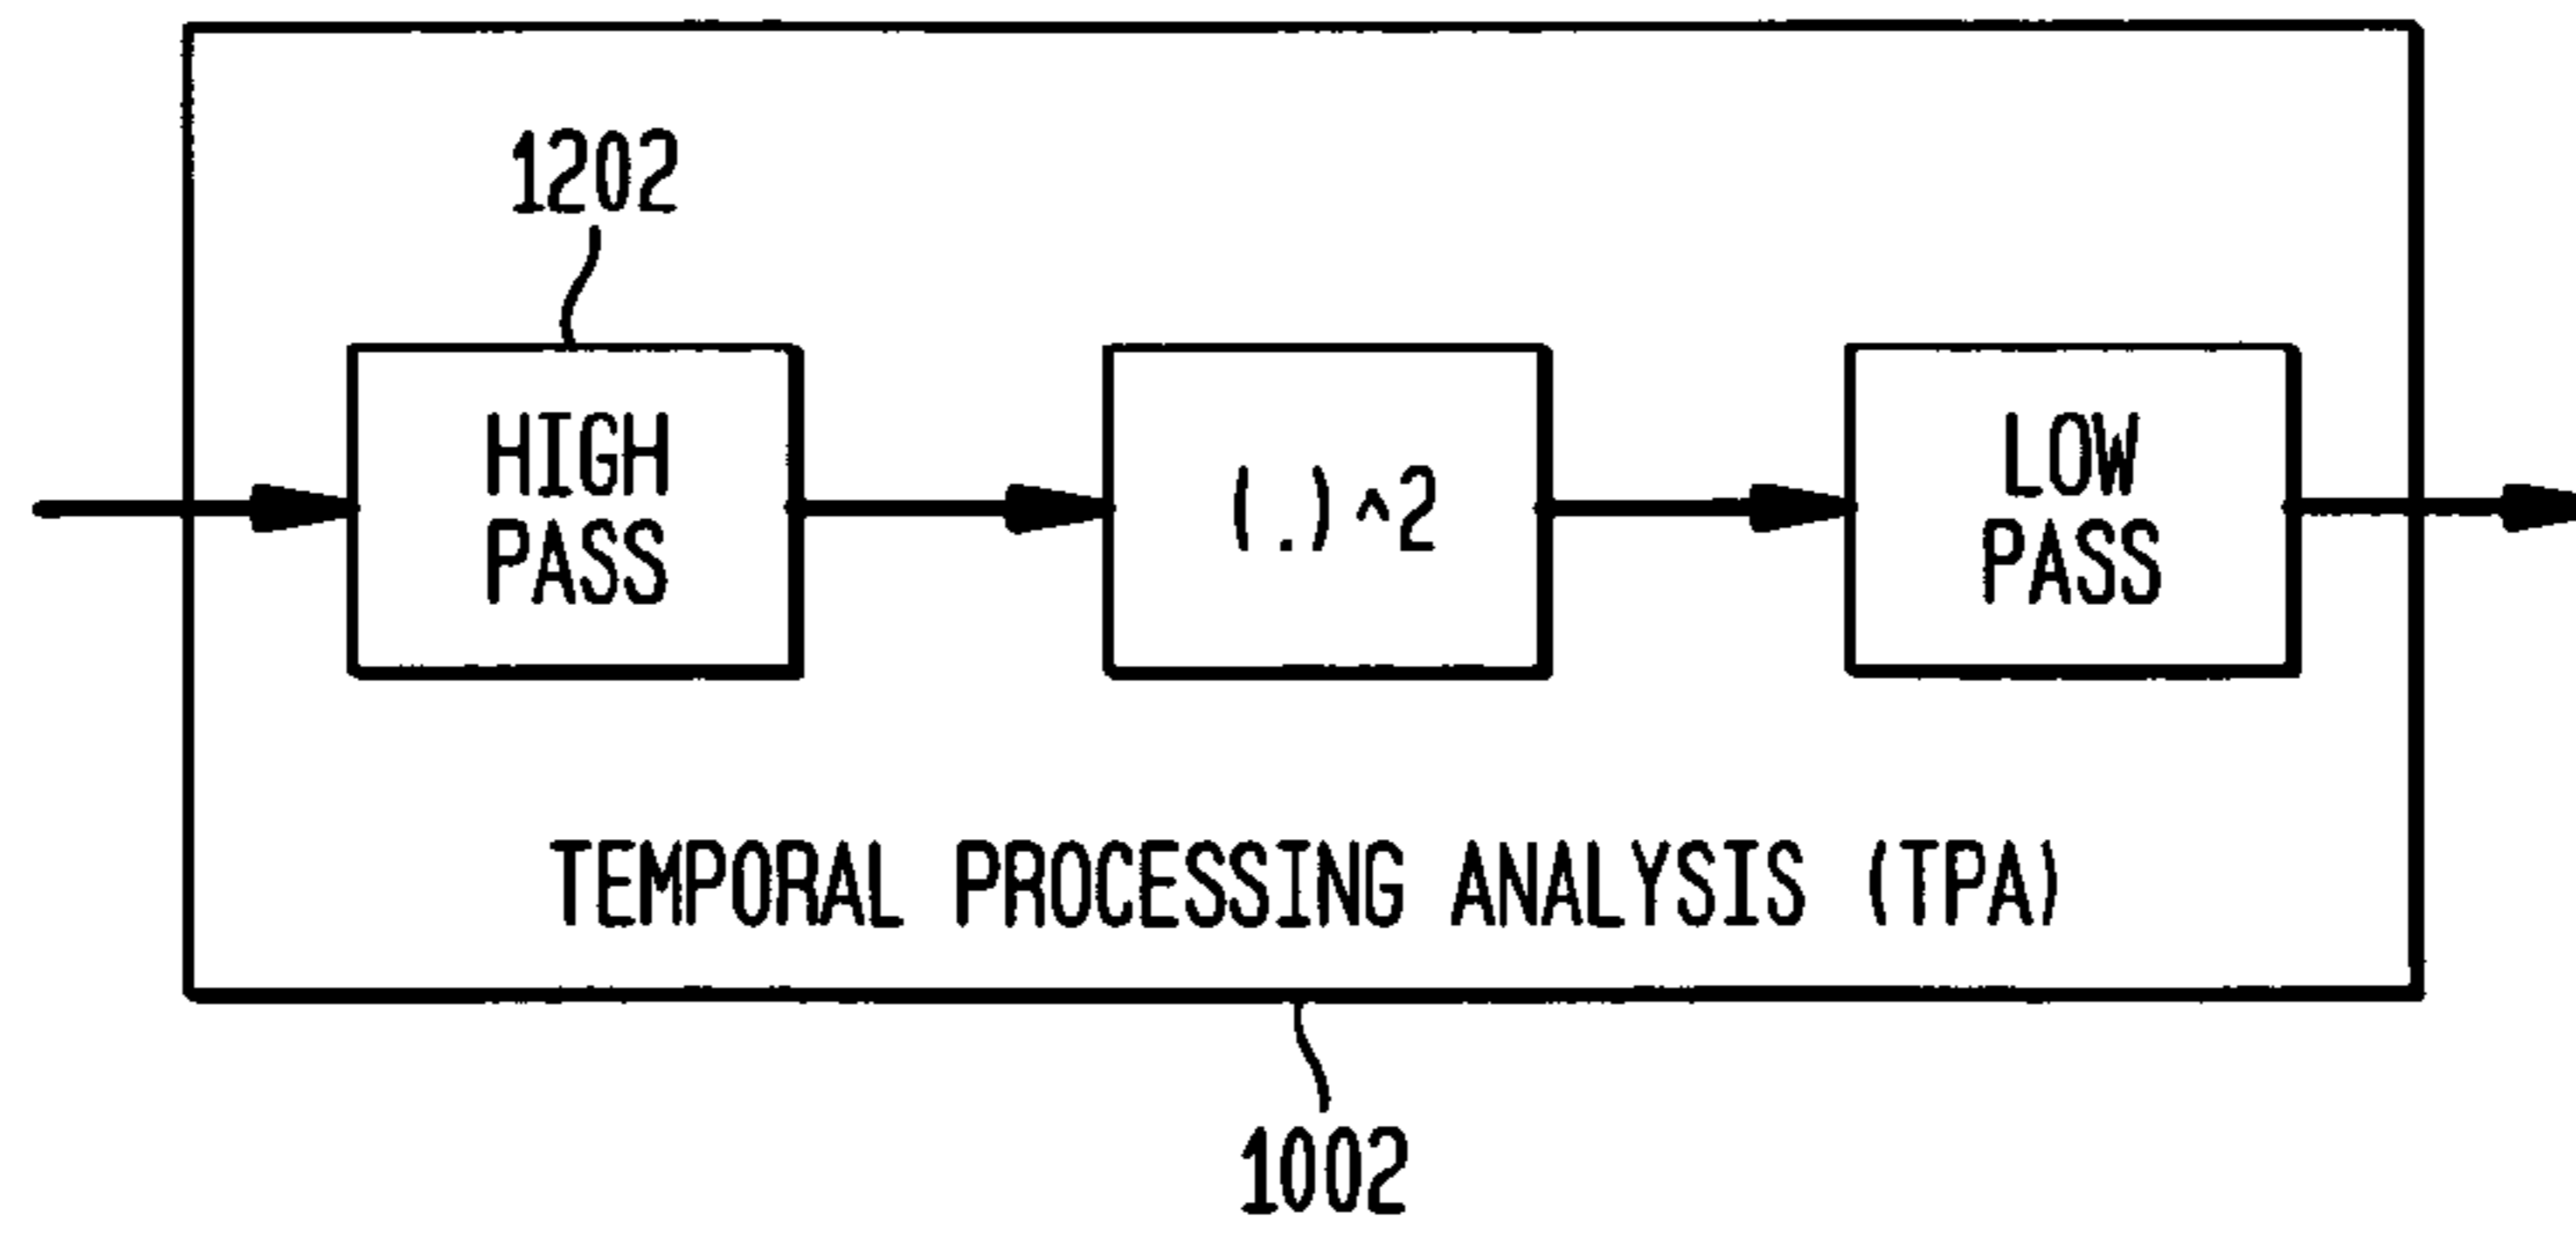 1202
HIGH
PASS
(.)^2
LOW
PASS
TEMPORAL PROCESSING ANALYSIS (TPA)
1002